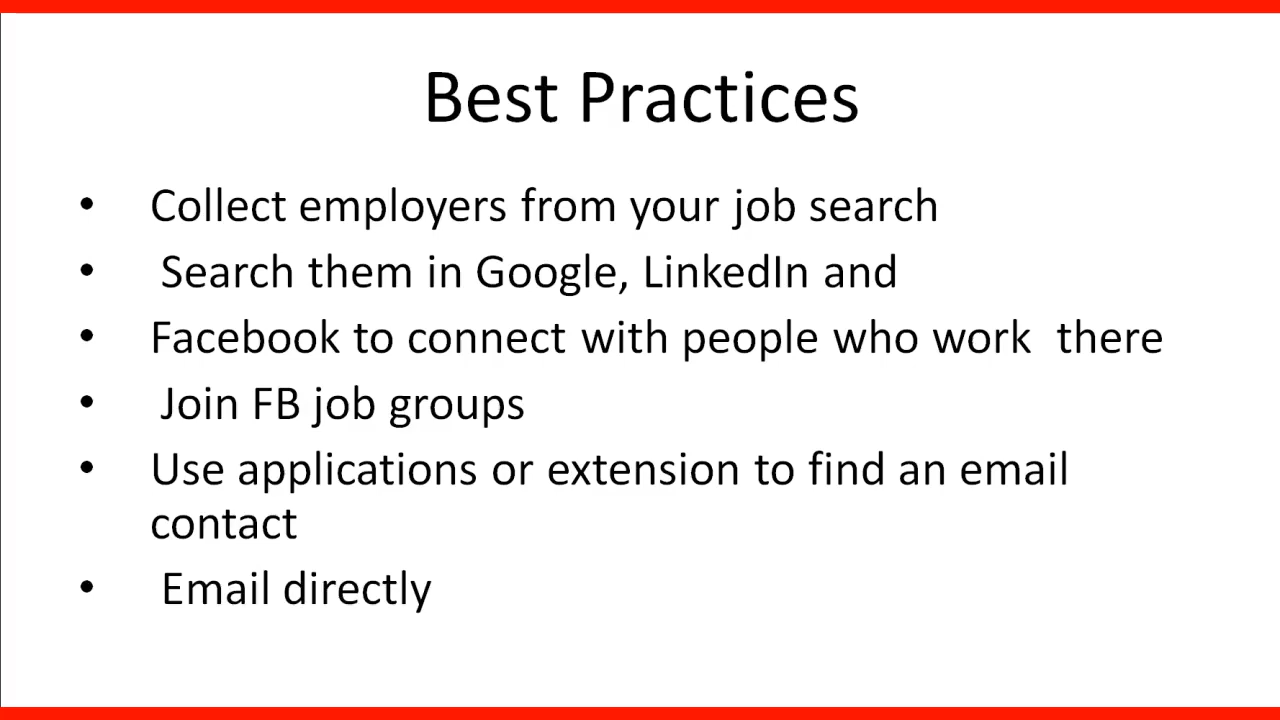 Best Practices
• Collect employers from your job search
• Search them in Google, LinkedIn and
• Facebook to connect with people who work  there
• Join FB job groups
• Use applications or extension to find an email
contact
• Email directly